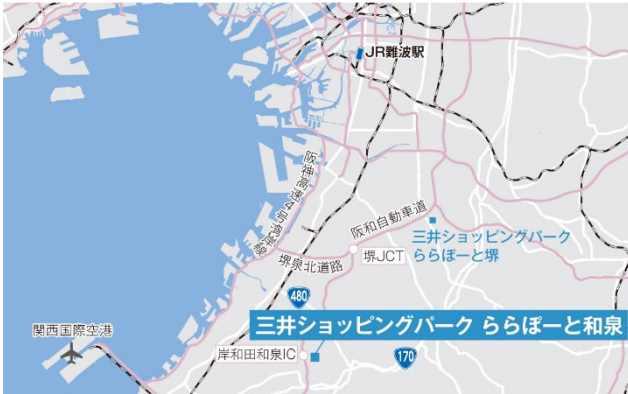 JR難波駅
阪神高速4号湾岸線
阪和自動車道
三井ショッピングパーク
ららぽーと堺
堺JCT
堺泉北道路
480
三井ショッピングパーク ららぽーと和泉
関西国際空港
岸和田和泉IC
170